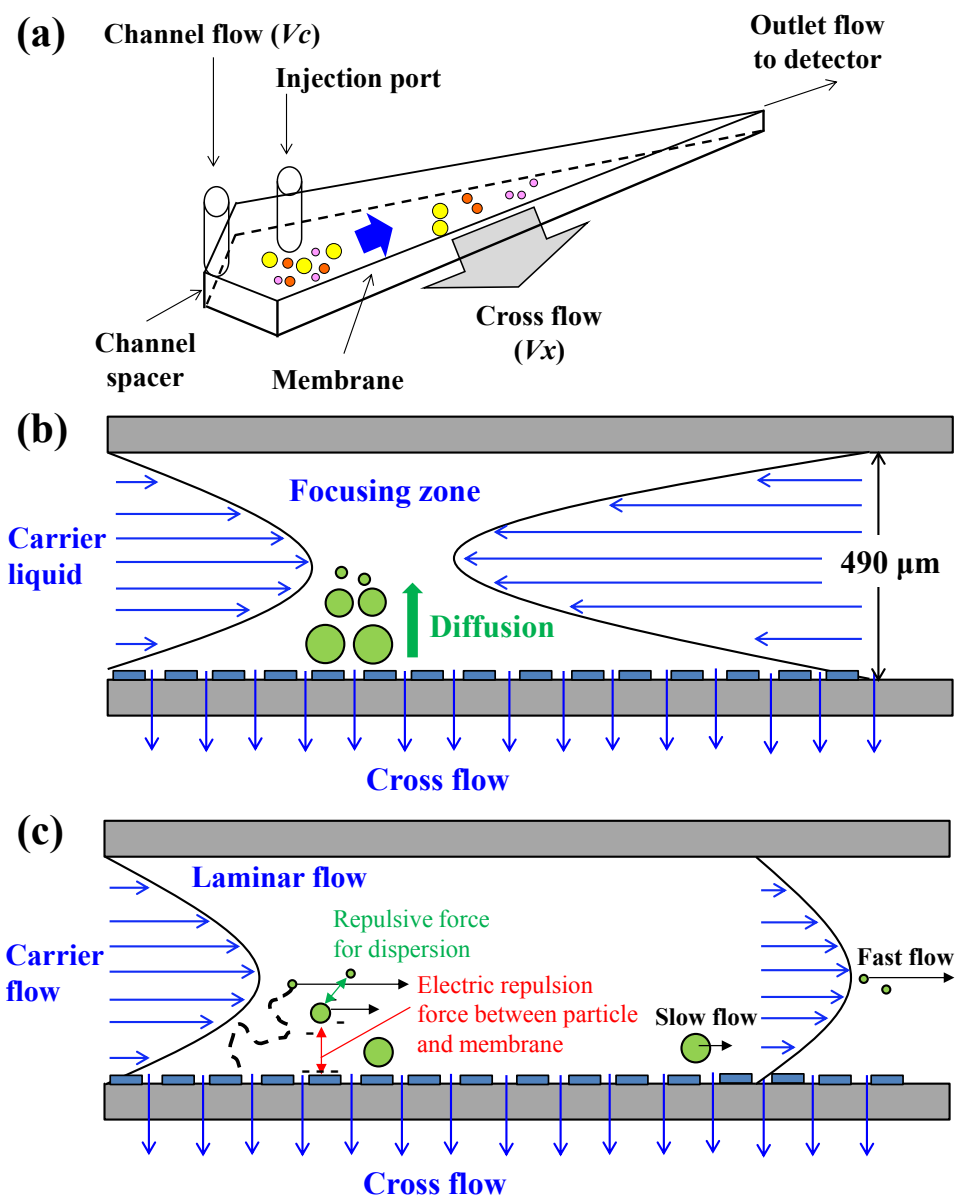 (a)
Channel flow (Vc)
Injection port
Outlet flow
to detector
Channel
spacer
Membrane
Cross flow
(Vx)
(b)
Focusing zone
Carrier
liquid
490 μm
Diffusion
Cross flow
(c)
Laminar flow
Repulsive force
for dispersion
Carrier
flow
Electric repulsion
force between particle
and membrane
Slow flow
Fast flow
Cross flow